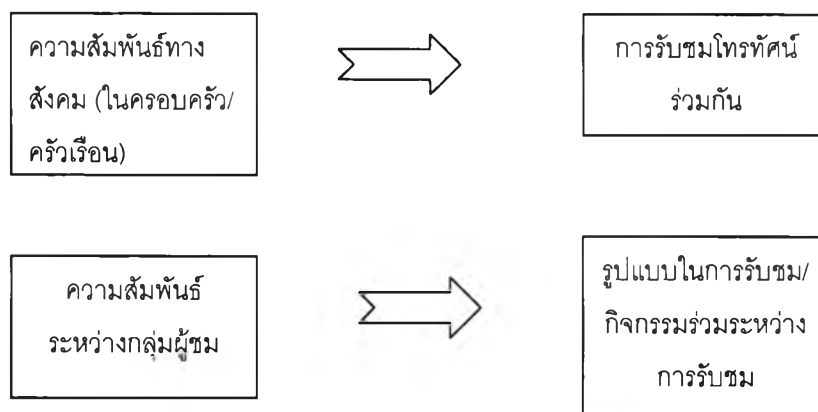 ความสัมพันธ์ทาง
สังคม (ในครอบครัว/
ครัวเรือน)
การรับชมโทรทัศน์
ร่วมกัน
ความสัมพันธ์
ระหว่างกลุ่มผู้ชม
รูปแบบในการรับชม/
กิจกรรมร่วมระหว่าง
การรับชม